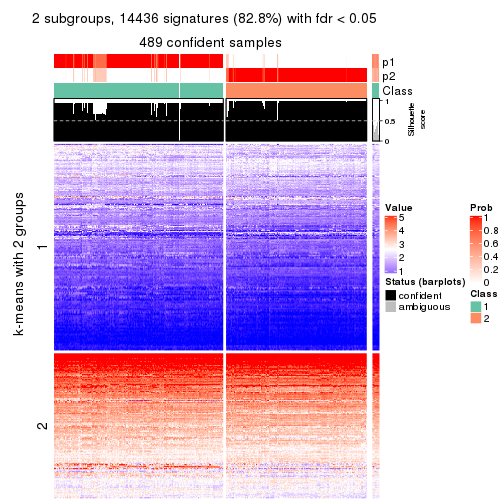 2 subgroups, 14436 signatures (82.8%) with fdr < 0.05
489 confident samples
p1
p2
Class
1
0.5
0
Silhouette
score
k-means with 2 groups
1
2
Value
5
4
3
2
1
Status (barplots)
confident
ambiguous
Prob
1
0.8
0.6
0.4
0.2
0
Class
1
2